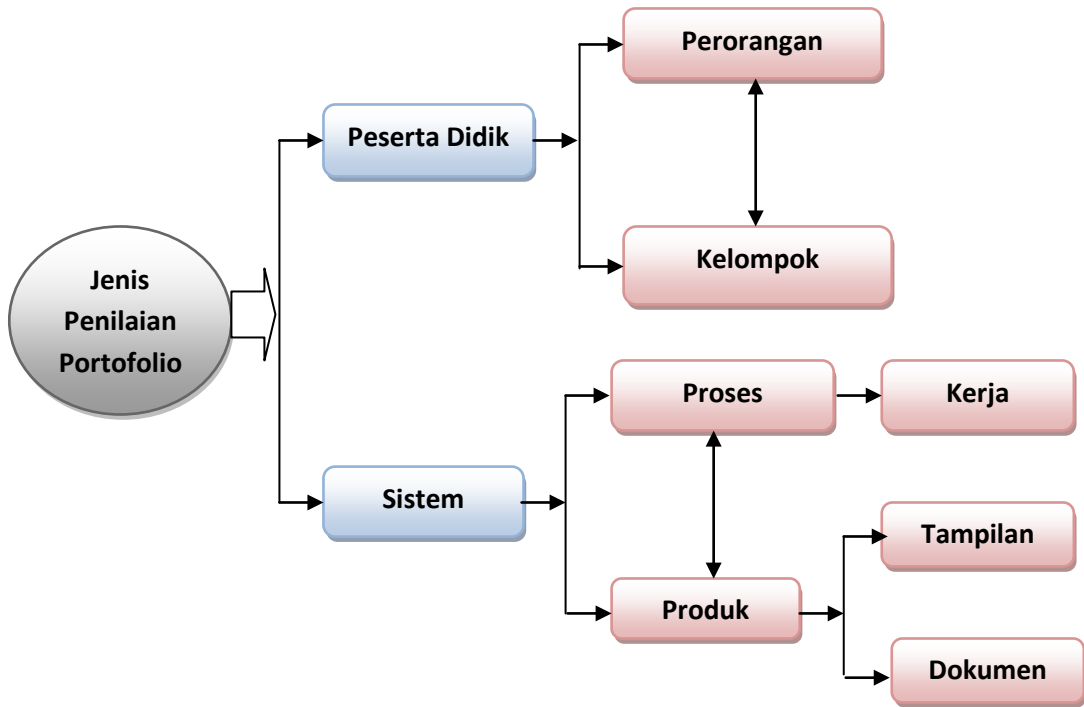 Jenis
Penilaian
Portofolio
Peserta Didik
Perorangan
Kelompok
Sistem
Proses
Kerja
Produk
Tampilan
Dokumen